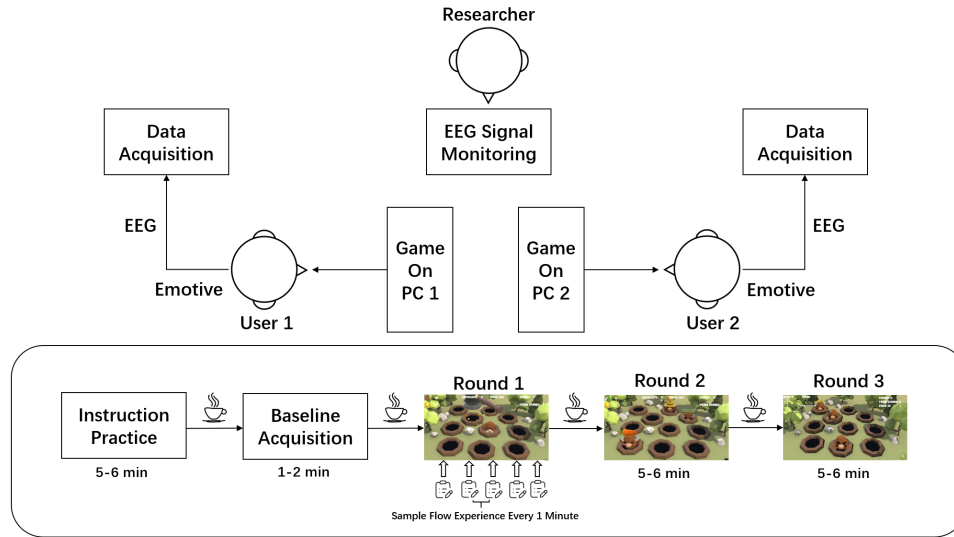 Researcher
Data
Acquisition
EEG Signal
Monitoring
Data
Acquisition
EEG
Game
On
PC 1
Game
On
PC 2
EEG
Emotive
User 1
Emotive
User 2
Round 1
Round 2
Round 3
Instruction
Practice
Baseline
Acquisition
5-6 min
1-2 min
5-6 min
5-6 min
Sample Flow Experience Every 1 Minute